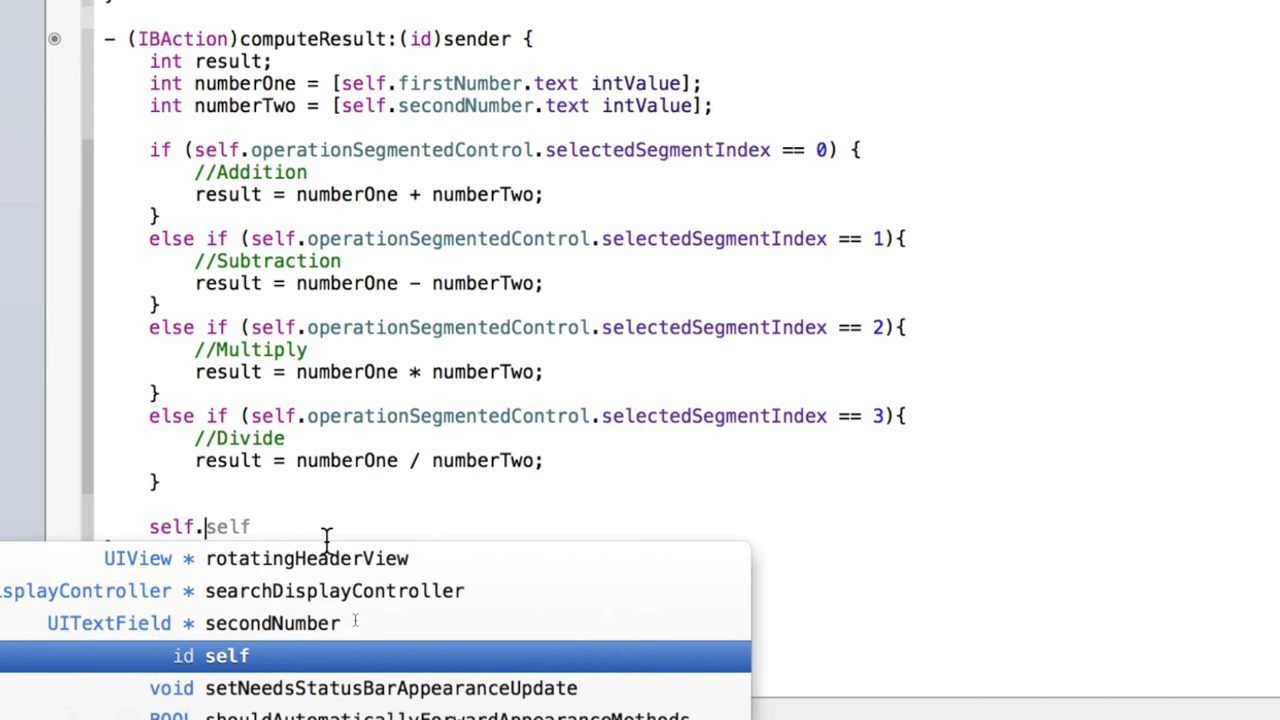 - (IBAction)computeResult:(id)sender {
int result;
int numberOne = [self.firstNumber.text intValue];
int numberTwo = [self.secondNumber.text intValue];
if (self.operationSegmentedControl.selectedSegmentIndex == 0) {
//Addition
result = numberOne + numberTwo;
}
else if (self.operationSegmentedControl.selectedSegmentIndex == 1){
//Subtraction
result = numberOne - numberTwo;
}
else if (self.operationSegmentedControl.selectedSegmentIndex == 2){
//Multiply
result = numberOne * numberTwo;
}
else if (self.operationSegmentedControl.selectedSegmentIndex == 3){
//Divide
result = numberOne / numberTwo;
}
self.self
UIView * rotatingHeaderView
isplayController * searchDisplayController
UITextField * secondNumber
id self
void setNeedsStatusBarAppearanceUpdate
BOOL shouldAutomaticallyForwardAppearanceMethods